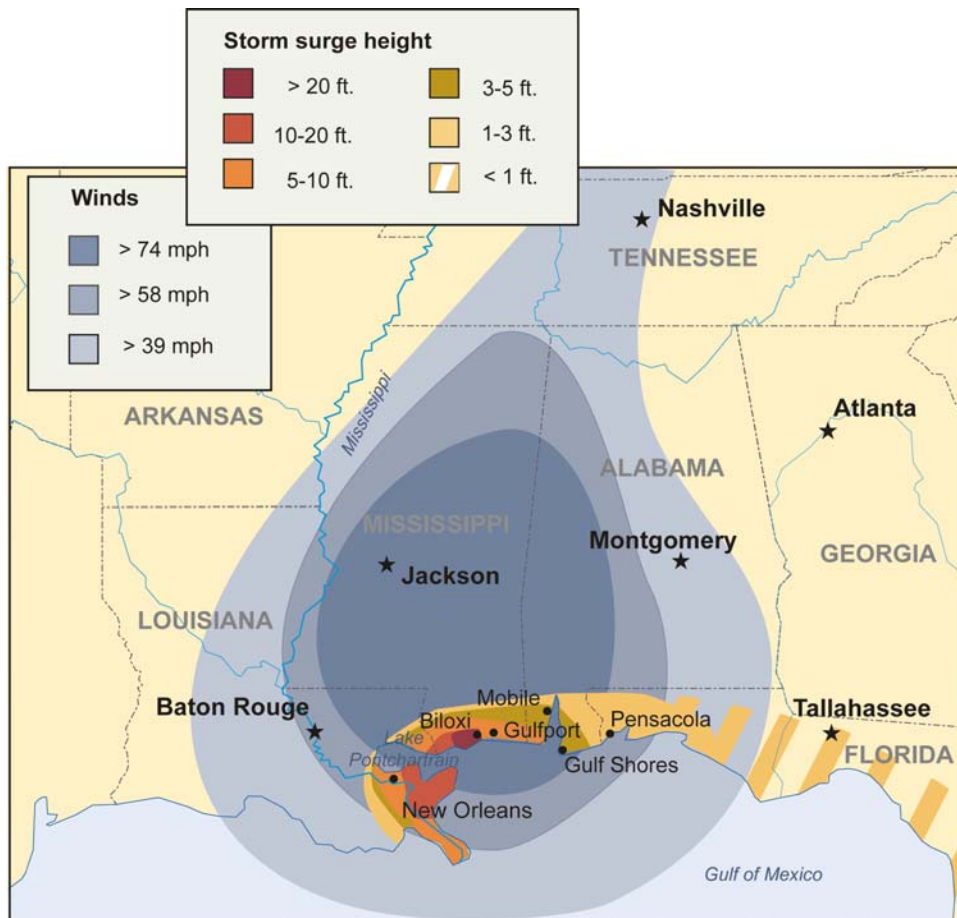 Storm surge height
> 20 ft.
3-5 ft.
10-20 ft.
1-3 ft.
5-10 ft.
< 1 ft.
Winds
> 74 mph
> 58 mph
> 39 mph
Nashville
TENNESSEE
Mississippi
ARKANSAS
Atlanta
ALABAMA
MISSISSIPPI
Montgomery
GEORGIA
Jackson
LOUISIANA
Baton Rouge
Mobile
Biloxi
Gulfport
Pensacola
Tallahassee
Lake
Pontchartrain
Gulf Shores
FLORIDA
New Orleans
Gulf of Mexico